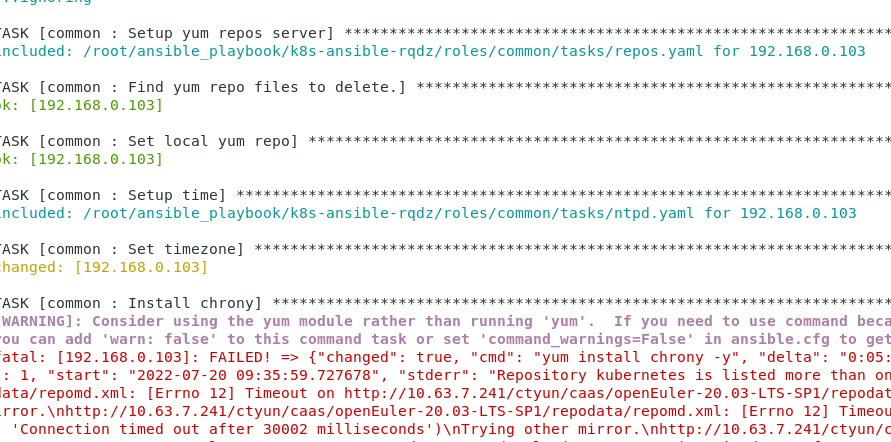 ...ignoring
TASK [common : Setup yum repos server] *************************************************************
included: /root/ansible_playbook/k8s-ansible-rqdz/roles/common/tasks/repos.yaml for 192.168.0.103
TASK [common : Find yum repo files to delete.] *****************************************************
ok: [192.168.0.103]
TASK [common : Set local yum repo] *****************************************************************
ok: [192.168.0.103]
TASK [common : Setup time] *************************************************************************
included: /root/ansible_playbook/k8s-ansible-rqdz/roles/common/tasks/ntpd.yaml for 192.168.0.103
TASK [common : Set timezone] ***********************************************************************
changed: [192.168.0.103]
TASK [common : Install chrony] *********************************************************************
[WARNING]: Consider using the yum module rather than running 'yum'.  If you need to use command beca
you can add 'warn: false' to this command task or set 'command_warnings=False' in ansible.cfg to get
fatal: [192.168.0.103]: FAILED! => {"changed": true, "cmd": "yum install chrony -y", "delta": "0:05:
: 1, "start": "2022-07-20 09:35:59.727678", "stderr": "Repository kubernetes is listed more than on
data/repomd.xml: [Errno 12] Timeout on http://10.63.7.241/ctyun/caas/openEuler-20.03-LTS-SP1/repodat
irror.\nhttp://10.63.7.241/ctyun/caas/openEuler-20.03-LTS-SP1/repodata/repomd.xml: [Errno 12] Timeou
'Connection timed out after 30002 milliseconds')\nTrying other mirror.\nhttp://10.63.7.241/ctyun/c